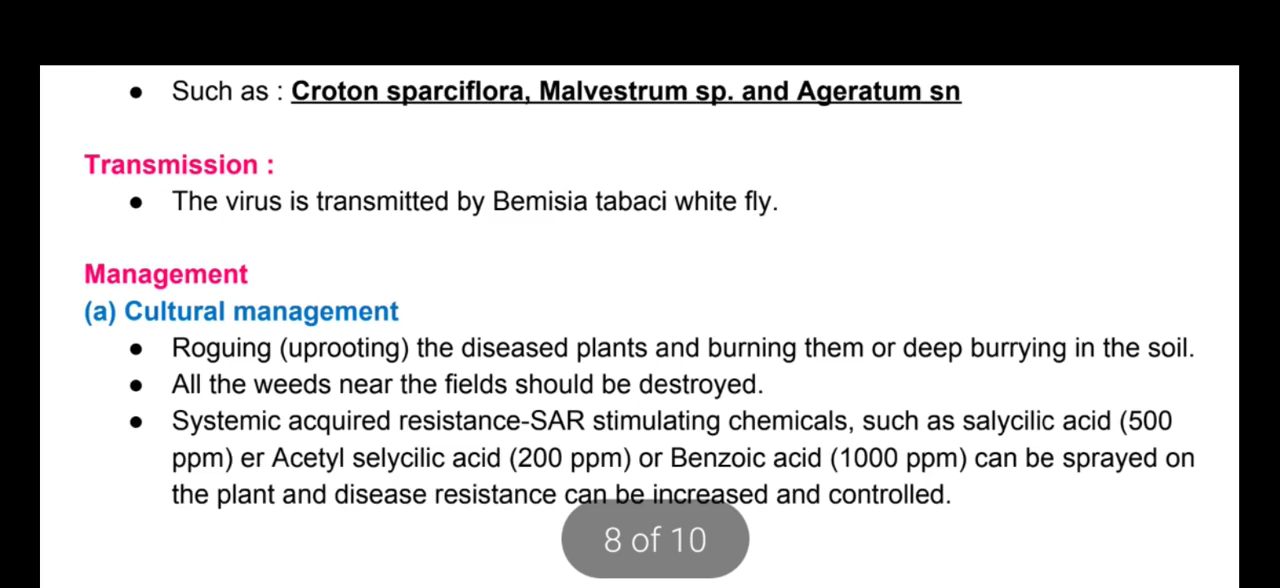 ● Such as : Croton sparciflora, Malvestrum sp. and Ageratum sn
Transmission :
● The virus is transmitted by Bemisia tabaci white fly.
Management
(a) Cultural management
● Roguing (uprooting) the diseased plants and burning them or deep burrying in the soil.
● All the weeds near the fields should be destroyed.
● Systemic acquired resistance-SAR stimulating chemicals, such as salycilic acid (500
ppm) er Acetyl selycilic acid (200 ppm) or Benzoic acid (1000 ppm) can be sprayed on
the plant and disease resistance can be increased and controlled.
8 of 10